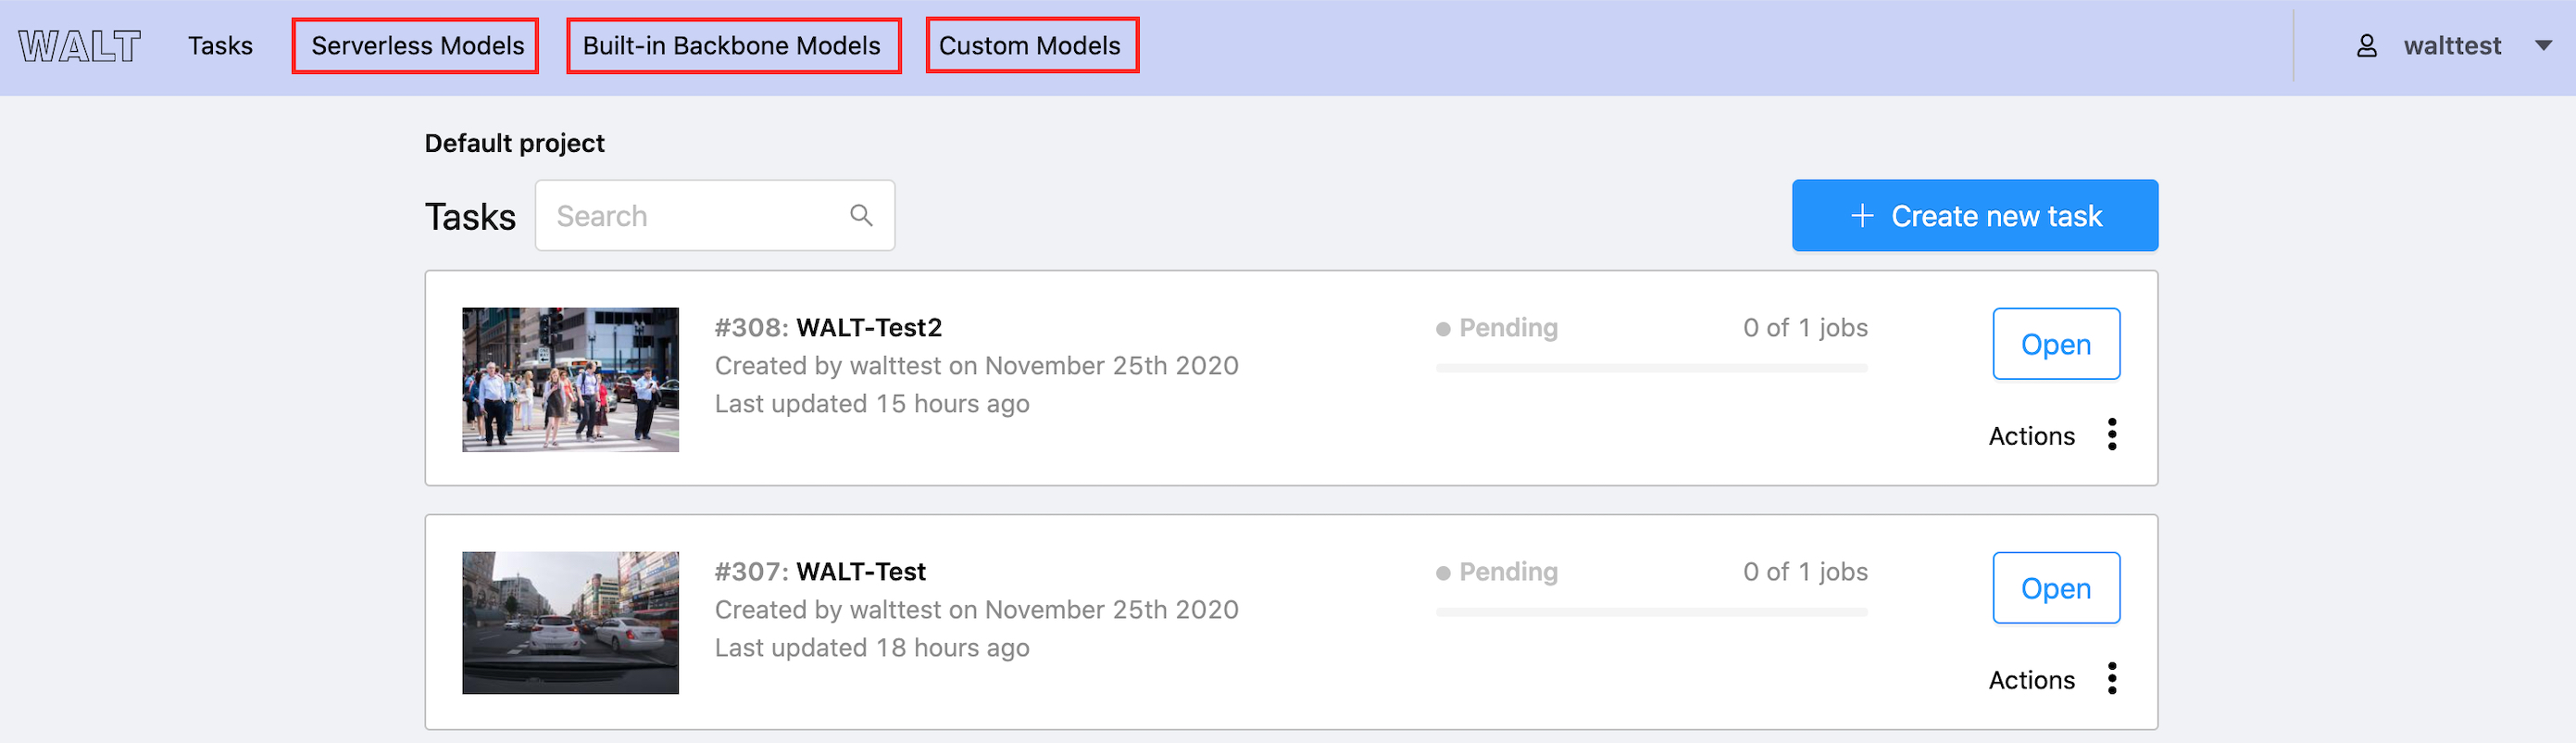 WALT Tasks Serverless Models Built-in Backbone Models Custom Models walttest
Default project
Tasks Search + Create new task
#308: WALT-Test2 Pending 0 of 1 jobs Open
Created by walttest on November 25th 2020
Last updated 15 hours ago
Actions
#307: WALT-Test Pending 0 of 1 jobs Open
Created by walttest on November 25th 2020
Last updated 18 hours ago
Actions